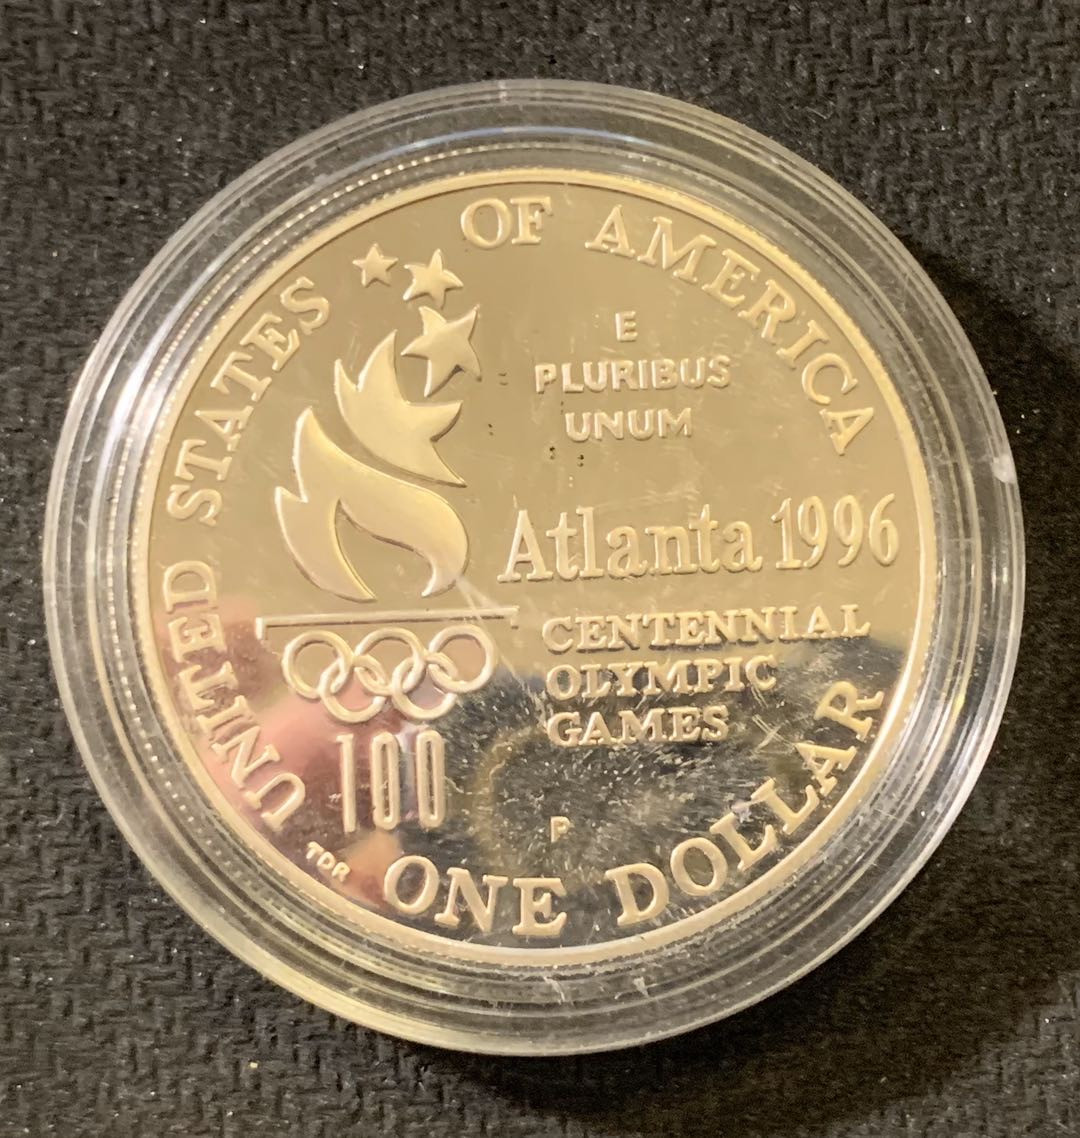 UNITED STATES OF AMERICA
E
PLURIBUS
UNUM
Atlanta 1996
CENTENNIAL
OLYMPIC
GAMES
100
P
TDR
ONE DOLLAR